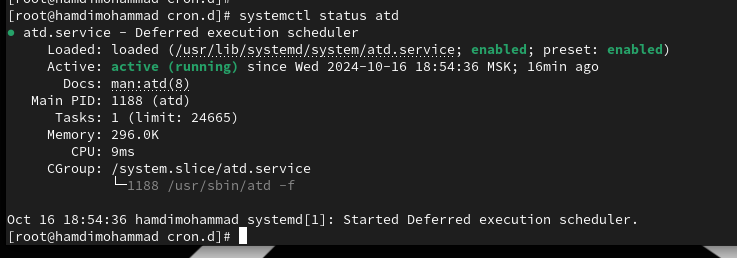 [root@hamdimohammad cron.d]#
[root@hamdimohammad cron.d]# systemctl status atd
● atd.service - Deferred execution scheduler
     Loaded: loaded (/usr/lib/systemd/system/atd.service; enabled; preset: enabled)
     Active: active (running) since Wed 2024-10-16 18:54:36 MSK; 16min ago
       Docs: man:atd(8)
   Main PID: 1188 (atd)
      Tasks: 1 (limit: 24665)
     Memory: 296.0K
        CPU: 9ms
     CGroup: /system.slice/atd.service
             └─1188 /usr/sbin/atd -f

Oct 16 18:54:36 hamdimohammad systemd[1]: Started Deferred execution scheduler.
[root@hamdimohammad cron.d]#